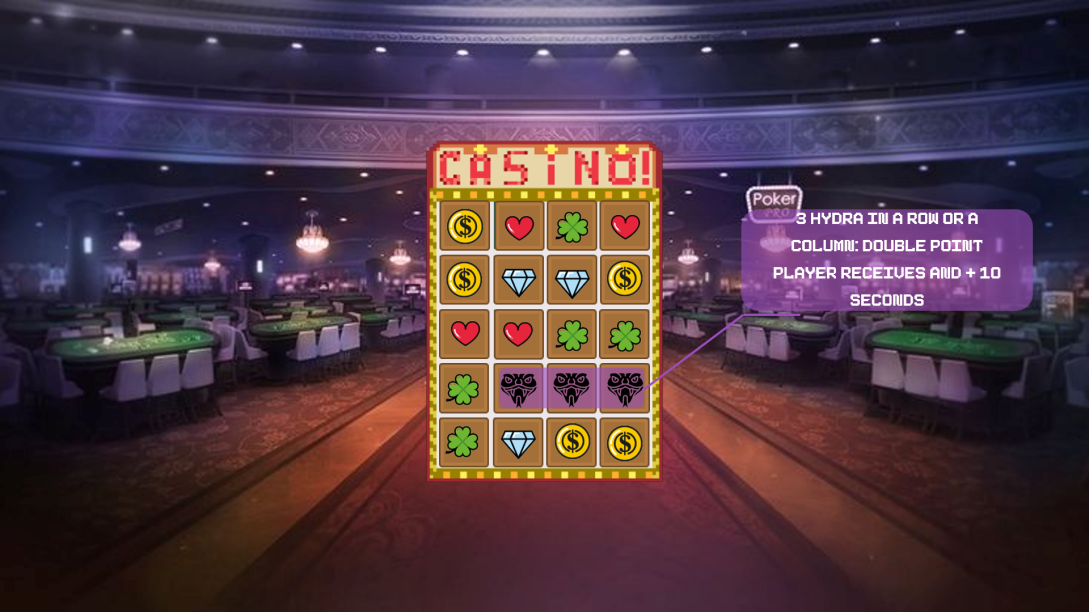 CASiNO!
Poker
PRO
3 HYDRA IN A ROW OR A
COLUMN: DOUBLE POINT
PLAYER RECEIVES AND + 10
SECONDS